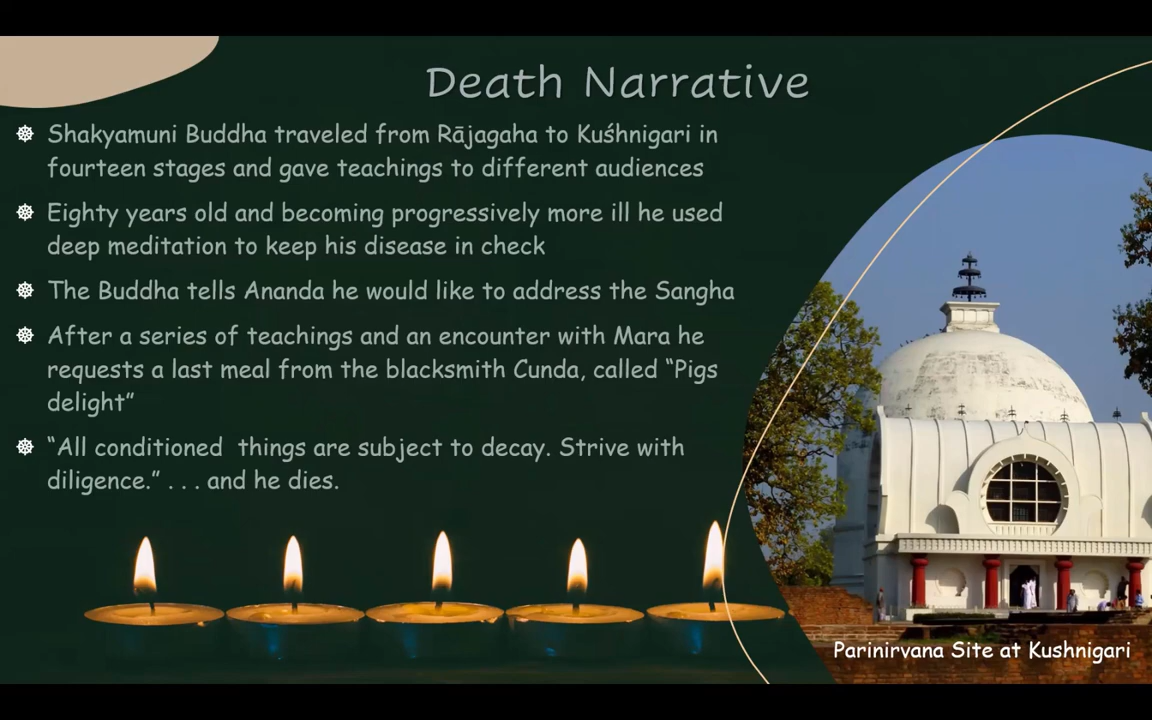 Death Narrative
Shakyamuni Buddha traveled from Rājagaha to Kuśhnigari in
fourteen stages and gave teachings to different audiences
Eighty years old and becoming progressively more ill he used
deep meditation to keep his disease in check
The Buddha tells Ananda he would like to address the Sangha
After a series of teachings and an encounter with Mara he
requests a last meal from the blacksmith Cunda, called “Pigs
delight”
“All conditioned  things are subject to decay. Strive with
diligence.” . . . and he dies.
Parinirvana Site at Kushnigari